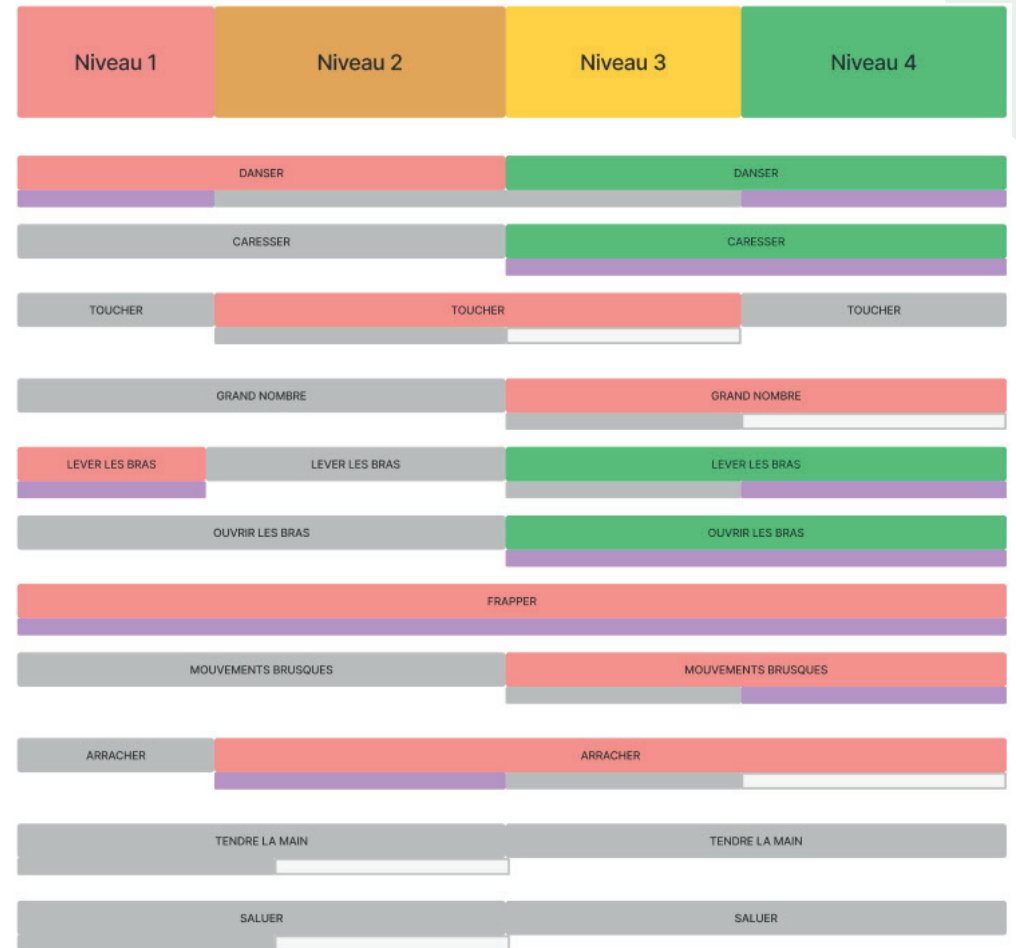 Niveau 1 Niveau 2 Niveau 3 Niveau 4
DANSER DANSER
CARESSER CARESSER
TOUCHER TOUCHER TOUCHER
GRAND NOMBRE GRAND NOMBRE
LEVER LES BRAS LEVER LES BRAS LEVER LES BRAS
OUVRIR LES BRAS OUVRIR LES BRAS
FRAPPER
MOUVEMENTS BRUSQUES MOUVEMENTS BRUSQUES
ARRACHER ARRACHER
TENDRE LA MAIN TENDRE LA MAIN
SALUER SALUER